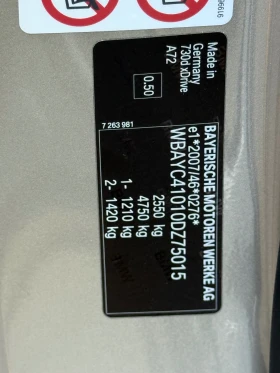 BAYERISCHE MOTOREN WERKE AG
e1*2007/46*0276*
WBAYC41010DZ75015
2550 kg
4750 kg
1- 1210 kg
2- 1420 kg
Made in
Germany
730d xDrive
A72
0.50
7 263 981